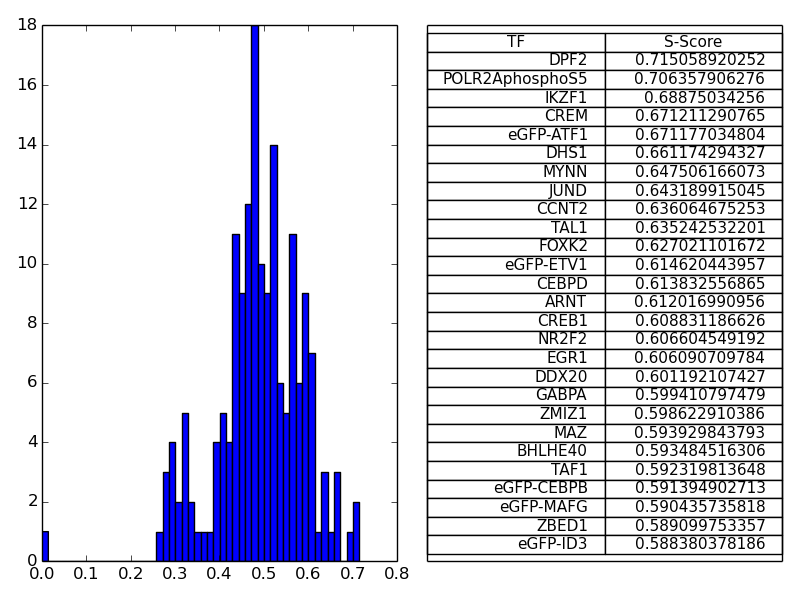 18
16
14
12
10
8
6
4
2
0
0.0 0.1 0.2 0.3 0.4 0.5 0.6 0.7 0.8
TF S-Score
DPF2 0.715058920252
POLR2AphosphoS5 0.706357906276
IKZF1 0.68875034256
CREM 0.671211290765
eGFP-ATF1 0.671177034804
DHS1 0.661174294327
MYNN 0.647506166073
JUND 0.643189915045
CCNT2 0.636064675253
TAL1 0.635242532201
FOXK2 0.627021101672
eGFP-ETV1 0.614620443957
CEBPD 0.613832556865
ARNT 0.612016990956
CREB1 0.608831186626
NR2F2 0.606604549192
EGR1 0.606090709784
DDX20 0.601192107427
GABPA 0.599410797479
ZMIZ1 0.598622910386
MAZ 0.593929843793
BHLHE40 0.593484516306
TAF1 0.592319813648
eGFP-CEBPB 0.591394902713
eGFP-MAFG 0.590435735818
ZBED1 0.589099753357
eGFP-ID3 0.588380378186